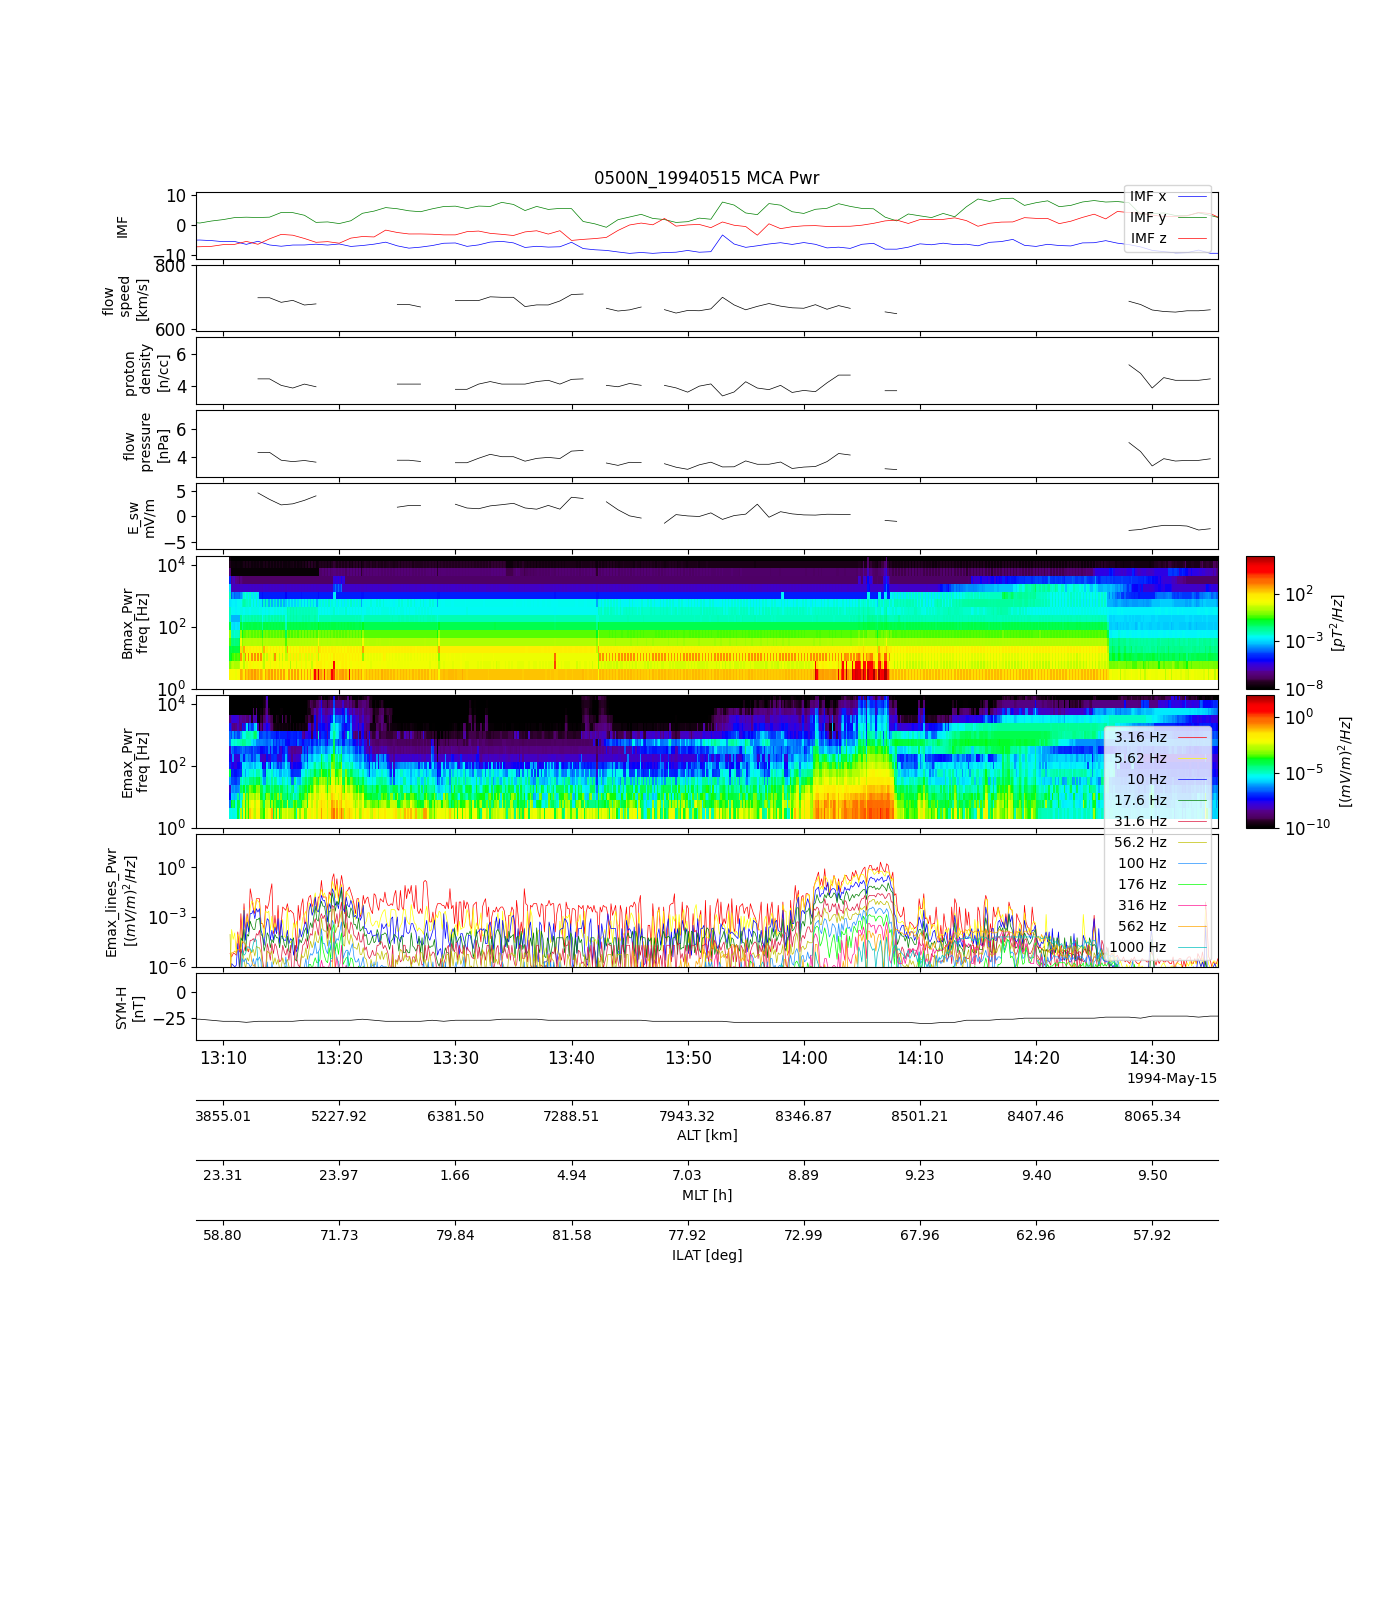 0500N_19940515 MCA Pwr
IMF
10
0
−10
IMF x
IMF y
IMF z
flow
speed
[km/s]
800
600
proton
density
[n/cc]
6
4
flow
pressure
[nPa]
6
4
E_sw
mV/m
5
0
−5
Bmax_Pwr
freq [Hz]
10^4
10^2
10^0
10^2
10^−3
10^−8
[pT^2/Hz]
Emax_Pwr
freq [Hz]
10^4
10^2
10^0
10^0
10^−5
10^−10
[(mV/m)^2/Hz]
3.16 Hz
5.62 Hz
10 Hz
17.6 Hz
31.6 Hz
56.2 Hz
100 Hz
176 Hz
316 Hz
562 Hz
1000 Hz
Emax_lines_Pwr
[(mV/m)^2/Hz]
10^0
10^−3
10^−6
SYM-H
[nT]
0
−25
13:10 13:20 13:30 13:40 13:50 14:00 14:10 14:20 14:30
1994-May-15
3855.01 5227.92 6381.50 7288.51 7943.32 8346.87 8501.21 8407.46 8065.34
ALT [km]
23.31 23.97 1.66 4.94 7.03 8.89 9.23 9.40 9.50
MLT [h]
58.80 71.73 79.84 81.58 77.92 72.99 67.96 62.96 57.92
ILAT [deg]